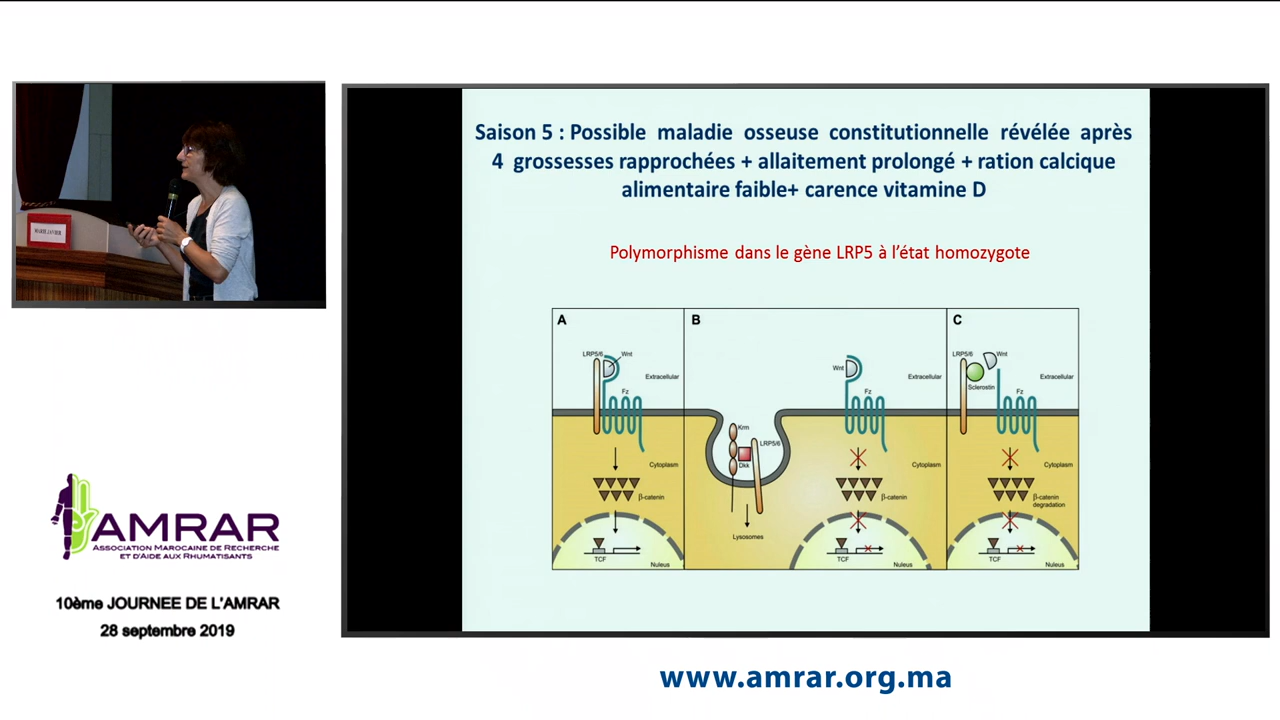 MARIE JAVIER
Saison 5 : Possible maladie osseuse constitutionnelle révélée après
4 grossesses rapprochées + allaitement prolongé + ration calcique
alimentaire faible+ carence vitamine D
Polymorphisme dans le gène LRP5 à l'état homozygote
A
LRP5/6
Wnt
Extracellular
Fz
Cytoplasm
β-catenin
TCF
Nuleus
B
Wnt
Extracellular
Fz
Krm
LRP5/6
Dkk
Cytoplasm
β-catenin
Lysosomes
TCF
Nuleus
C
LRP5/6
Wnt
Extracellular
Sclerostin
Fz
Cytoplasm
β-catenin
degradation
TCF
Nuleus
AMRAR
ASSOCIATION MAROCAINE DE RECHERCHE
ET D'AIDE AUX RHUMATISANTS
10ème JOURNEE DE L'AMRAR
28 septembre 2019
www.amrar.org.ma